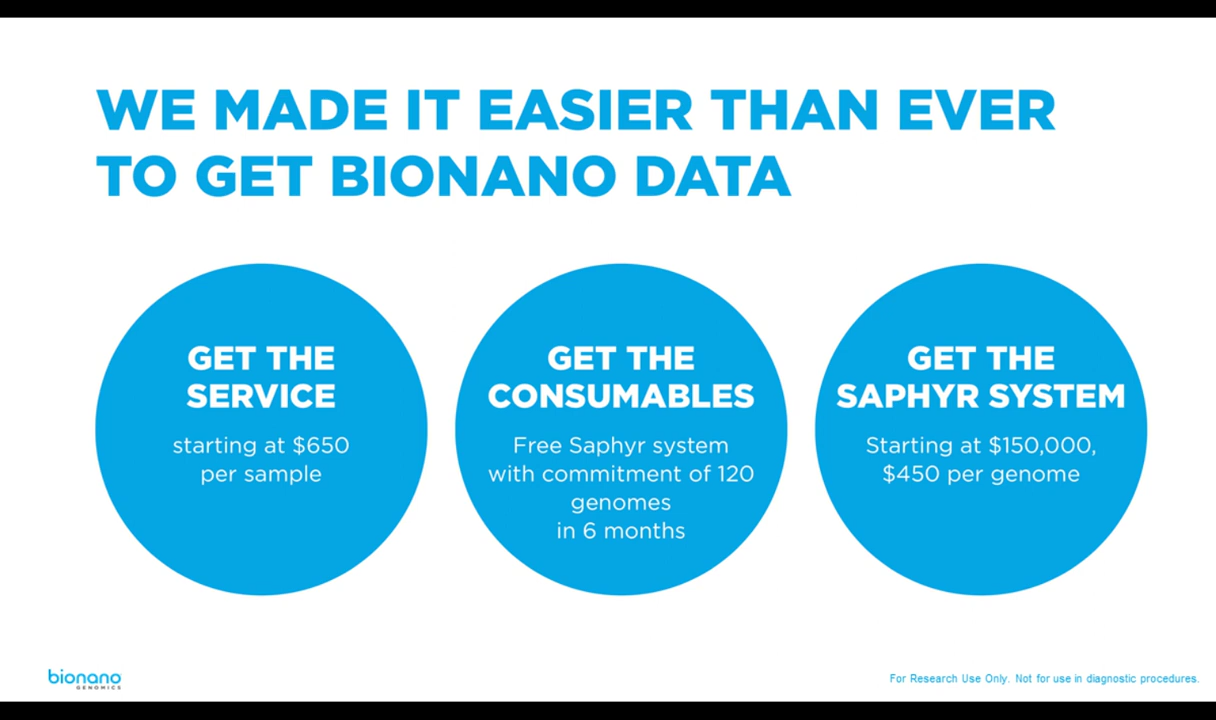 WE MADE IT EASIER THAN EVER
TO GET BIONANO DATA
GET THE
SERVICE
starting at $650
per sample
GET THE
CONSUMABLES
Free Saphyr system
with commitment of 120
genomes
in 6 months
GET THE
SAPHYR SYSTEM
Starting at $150,000,
$450 per genome
bionano
GENOMICS
For Research Use Only. Not for use in diagnostic procedures.